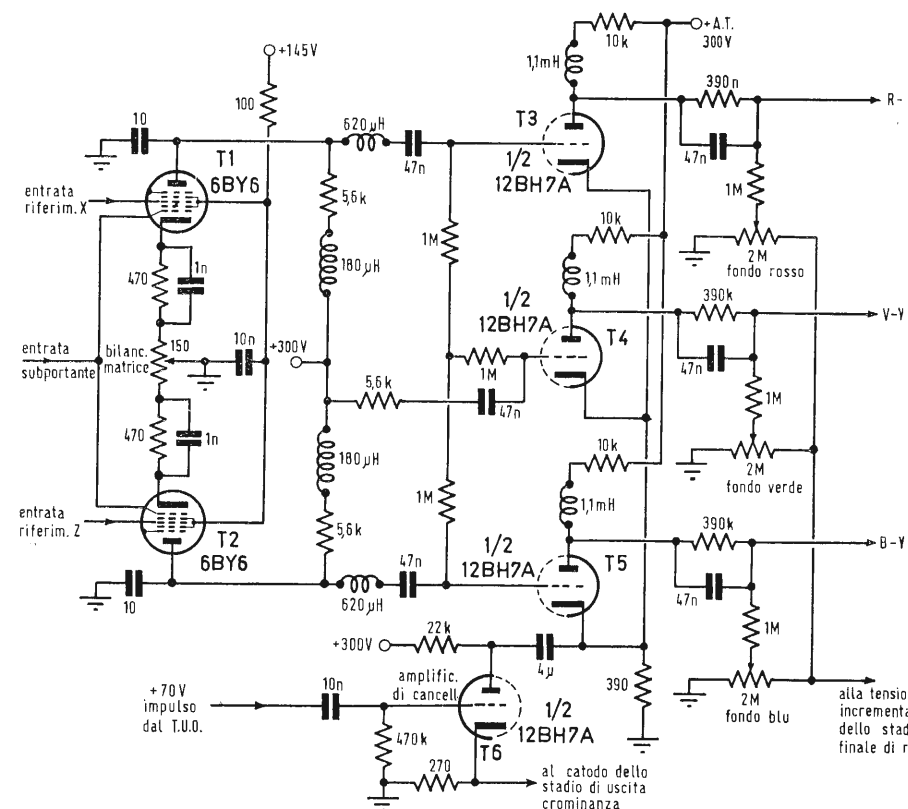 +145V
100
10
620µH
47n
T1
6BY6
entrata
riferim. X
5,6k
180µH
470
1n
entrata
subportante
bilanc.
matrice
150
10n
+300V
5,6k
47n
1M
1M
1M
470
1n
180µH
5,6k
entrata
riferim. Z
T2
6BY6
10
620µH
47n
10k
+A.T.
300V
1,1mH
T3
1/2
12BH7A
390n
47n
R-
1M
2M
fondo rosso
10k
1,1mH
1/2
12BH7A
T4
390k
47n
V-Y
1M
2M
fondo verde
10k
1,1mH
1/2
12BH7A
T5
390k
47n
B-Y
1M
2M
fondo blu
+300V
22k
4µ
390
amplific.
di cancell.
+70V
impulso
dal T.U.O.
10n
470k
270
1/2
12BH7A
T6
al catodo dello
stadio di uscita
crominanza
alla tension
incrementa
dello stad
finale di r